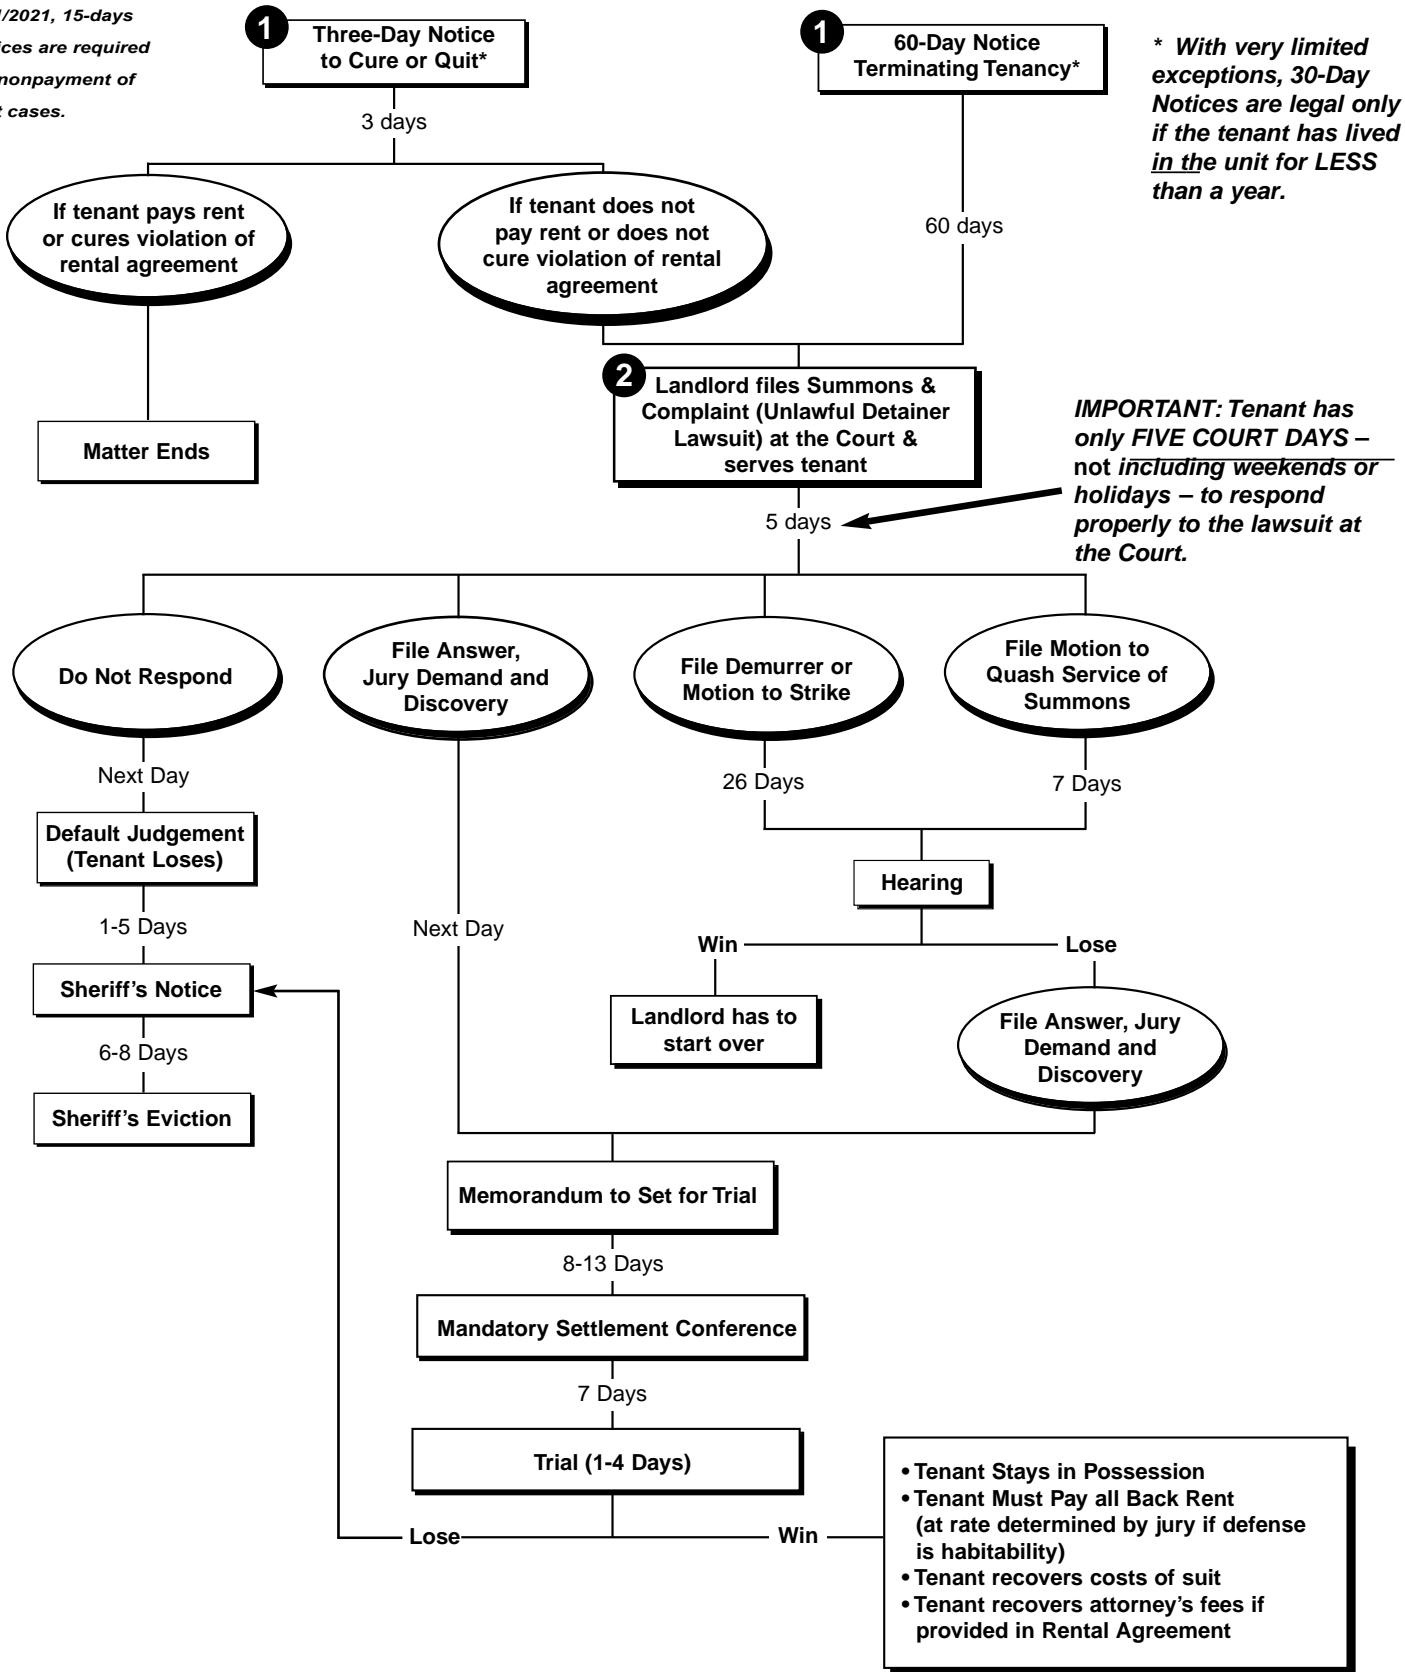 /2021, 15-days
ices are required
nonpayment of
t cases.
1
Three-Day Notice
to Cure or Quit*
1
60-Day Notice
Terminating Tenancy*
* With very limited
exceptions, 30-Day
Notices are legal only
if the tenant has lived
in the unit for LESS
than a year.
3 days
If tenant pays rent
or cures violation of
rental agreement
If tenant does not
pay rent or does not
cure violation of rental
agreement
60 days
Matter Ends
2
Landlord files Summons &
Complaint (Unlawful Detainer
Lawsuit) at the Court &
serves tenant
IMPORTANT: Tenant has
only FIVE COURT DAYS –
not including weekends or
holidays – to respond
properly to the lawsuit at
the Court.
5 days
Do Not Respond
File Answer,
Jury Demand and
Discovery
File Demurrer or
Motion to Strike
File Motion to
Quash Service of
Summons
Next Day
26 Days
7 Days
Default Judgement
(Tenant Loses)
Hearing
1-5 Days
Next Day
Win
Lose
Sheriff's Notice
Landlord has to
start over
File Answer, Jury
Demand and
Discovery
6-8 Days
Sheriff's Eviction
Memorandum to Set for Trial
8-13 Days
Mandatory Settlement Conference
7 Days
Trial (1-4 Days)
Lose
Win
• Tenant Stays in Possession
• Tenant Must Pay all Back Rent
(at rate determined by jury if defense
is habitability)
• Tenant recovers costs of suit
• Tenant recovers attorney's fees if
provided in Rental Agreement